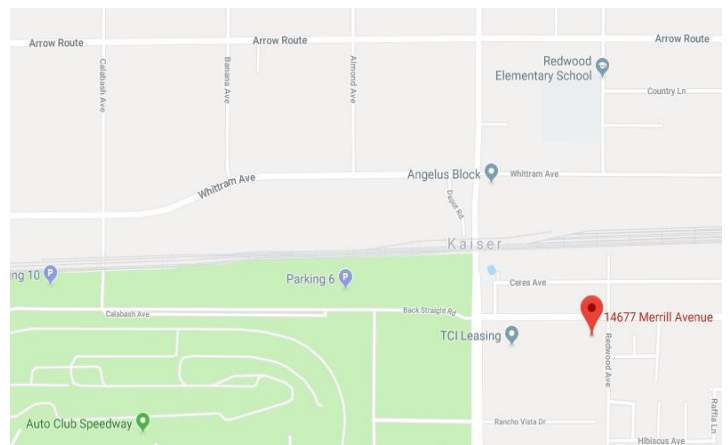 Arrow Route
Arrow Route
Arrow Route
Calabash Ave
Banana Ave
Almond Ave
Redwood
Elementary School
Country Ln
Whittram Ave
Angelus Block
Whittram Ave
Depot Rd
Kaiser
ng 10
P
Parking 6
P
Ceres Ave
Calabash Ave
Back Straight Rd
14677 Merrill Avenue
TCI Leasing
Redwood Ave
Auto Club Speedway
Rancho Vista Dr
Hibiscus Ave
Raffia Ln